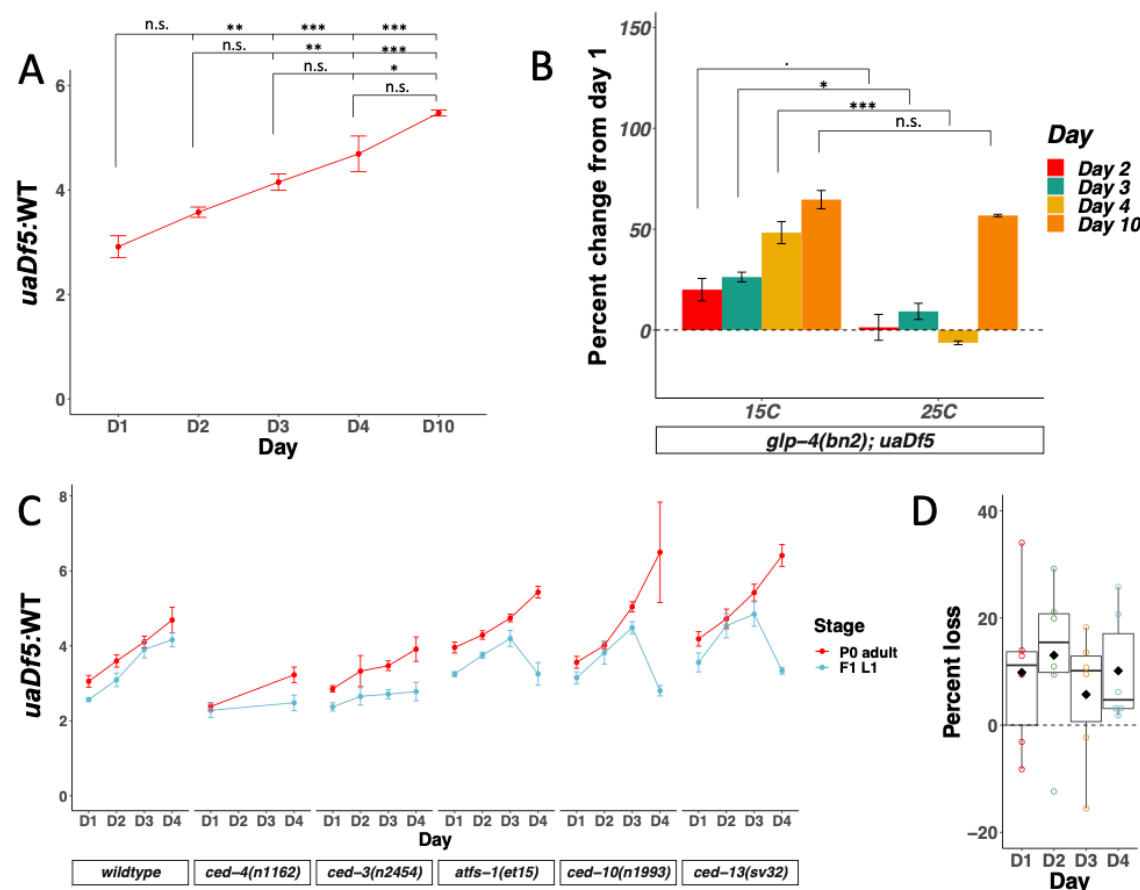 A
n.s. ** *** ***
n.s. ** ***
n.s. *
n.s.
6
4
2
0
uaDf5:WT
D1 D2 D3 D4 D10
Day
B
.
*
***
n.s.
150
100
50
0
Percent change from day 1
Day
Day 2
Day 3
Day 4
Day 10
15C 25C
glp−4(bn2); uaDf5
C
8
6
4
2
0
uaDf5:WT
Stage
P0 adult
F1 L1
D1 D2 D3 D4 D1 D2 D3 D4 D1 D2 D3 D4 D1 D2 D3 D4 D1 D2 D3 D4 D1 D2 D3 D4
Day
wildtype ced−4(n1162) ced−3(n2454) atfs−1(et15) ced−10(n1993) ced−13(sv32)
D
40
20
0
−20
Percent loss
D1 D2 D3 D4
Day